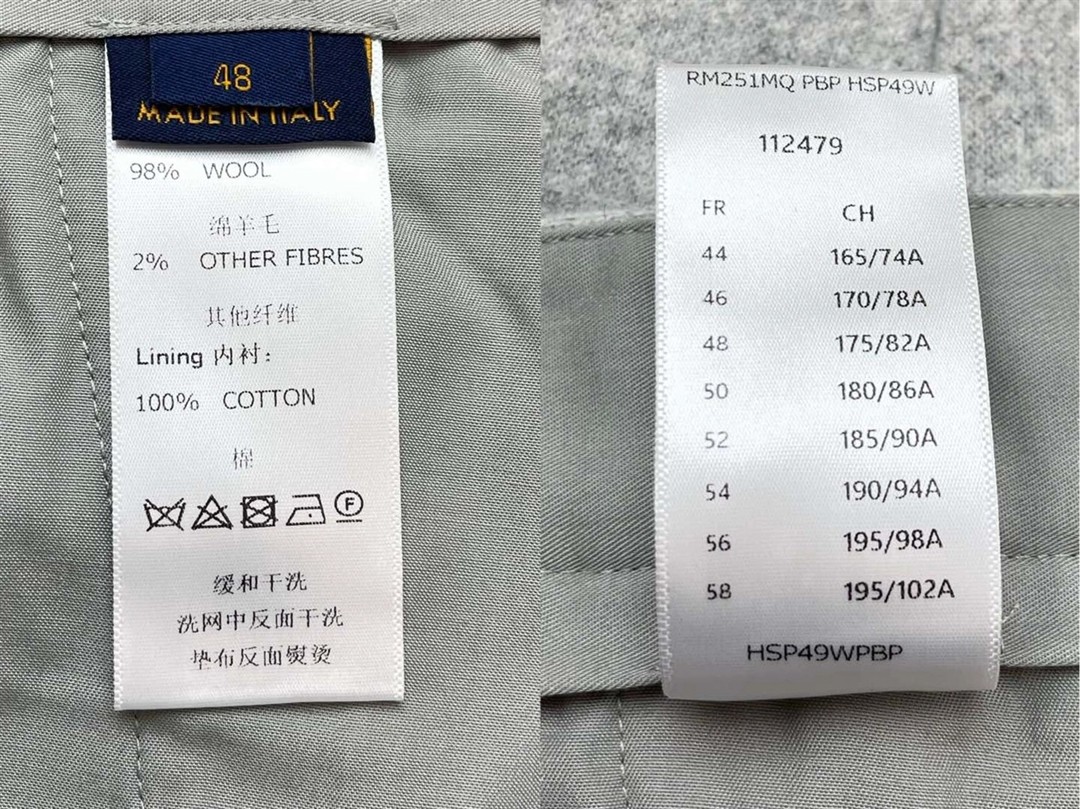 48
MADE IN ITALY
98% WOOL
绵羊毛
2% OTHER FIBRES
其他纤维
Lining 内衬：
100% COTTON
棉
F
缓和干洗
洗网中反面干洗
垫布反面熨烫
RM251MQ PBP HSP49W
112479
FR CH
44 165/74A
46 170/78A
48 175/82A
50 180/86A
52 185/90A
54 190/94A
56 195/98A
58 195/102A
HSP49WPBP